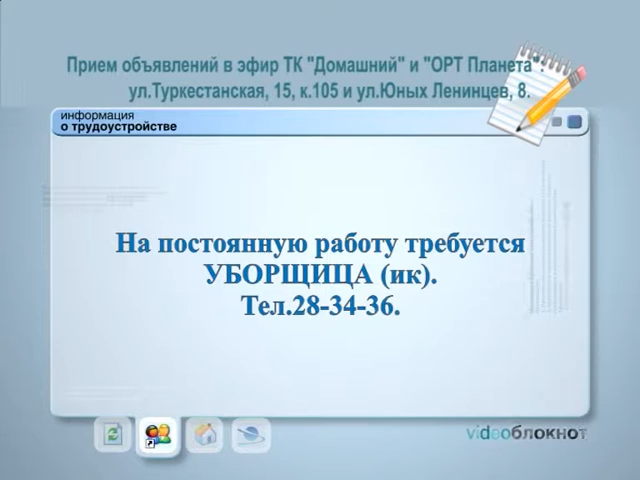 Прием объявлений в эфир ТК "Домашний" и "ОРТ Планета":
ул.Туркестанская, 15, к.105 и ул.Юных Ленинцев, 8.
информация
о трудоустройстве
На постоянную работу требуется
УБОРЩИЦА (ик).
Тел.28-34-36.
videoблокнот